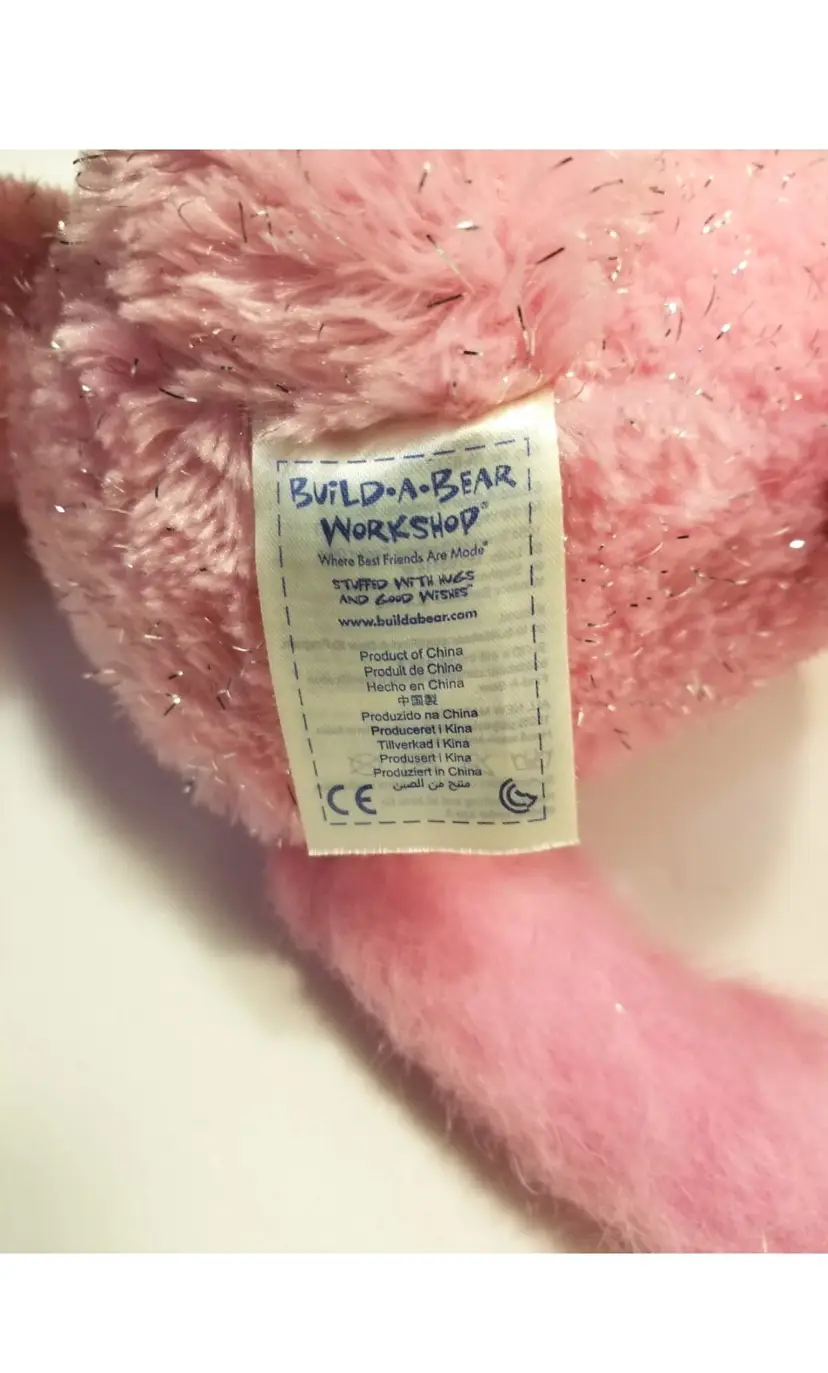 BUILD•A•BEAR
WORKSHOP®
Where Best Friends Are Made®
STUFFED WITH HUGS
AND GOOD WISHES™
www.buildabear.com
Product of China
Produit de Chine
Hecho en China
中国製
Produzido na China
Produceret i Kina
Tillverkad i Kina
Produsert i Kina
Produziert in China
منتج من الصين
CE